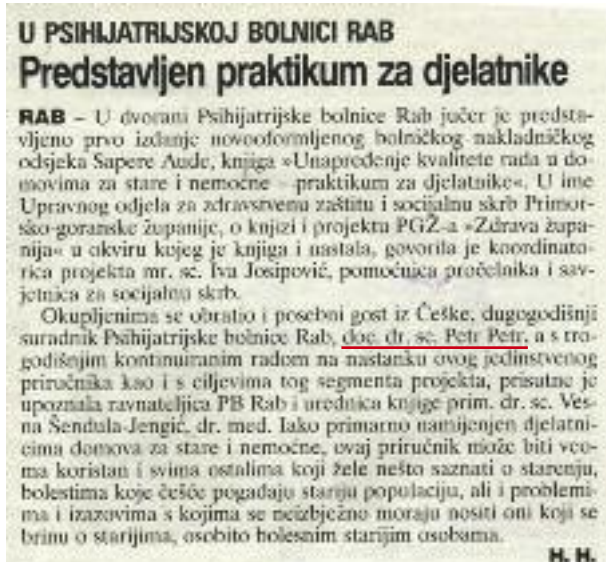 U PSIHIJATRIJSKOJ BOLNICI RAB
Predstavljen praktikum za djelatnike
RAB – U dvorani Psihijatrijske bolnice Rab jučer je predsta-
vljeno prvo izdanje novooformljenog bolničkog nakladničkog
odsjeka Sapere Aude, knjiga »Unapređenje kvalitete rada u do-
movima za stare i nemoćne – praktikum za djelatnike«. U ime
Upravnog odjela za zdravstvenu zaštitu i socijalnu skrb Primor-
sko-goranske županije, o knjizi i projektu PGŽ-a »Zdrava župa-
nija« u okviru kojeg je knjiga i nastala, govorila je koordinato-
rica projekta mr. sc. Iva Josipović, pomoćnica pročelnika i sav-
jetnica za socijalnu skrb.
Okupljenima se obratio i posebni gost iz Češke, dugogodišnji
suradnik Psihijatrijske bolnice Rab, doc. dr. sc. Petr Petr, a s tro-
godišnjim kontinuiranim radom na nastanku ovog jedinstvenog
priručnika kao i s ciljevima tog segmenta projekta, prisutne je
upoznala ravnateljica PB Rab i urednica knjige prim. dr. sc. Ves-
na Šendula-Jengić, dr. med. Iako primarno namijenjen djelatni-
cima domova za stare i nemoćne, ovaj priručnik može biti veo-
ma koristan i svima ostalima koji žele nešto saznati o starenju,
bolestima koje češće pogađaju stariju populaciju, ali i problemi-
ma i izazovima s kojima se neizbježno moraju nositi oni koji se
brinu o starijima, osobito bolesnim starijim osobama.
H. H.